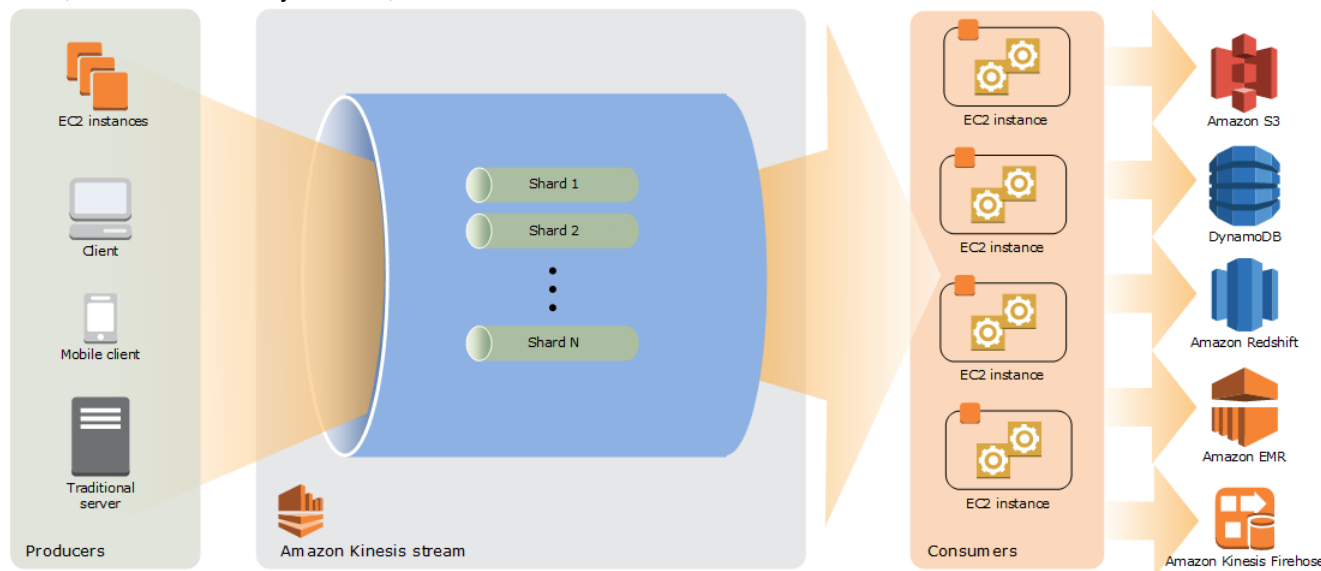 EC2 instances
Client
Mobile client
Traditional
server
Producers
Shard 1
Shard 2
Shard N
Amazon Kinesis stream
EC2 instance
EC2 instance
EC2 instance
EC2 instance
Consumers
Amazon S3
DynamoDB
Amazon Redshift
Amazon EMR
Amazon Kinesis Firehose